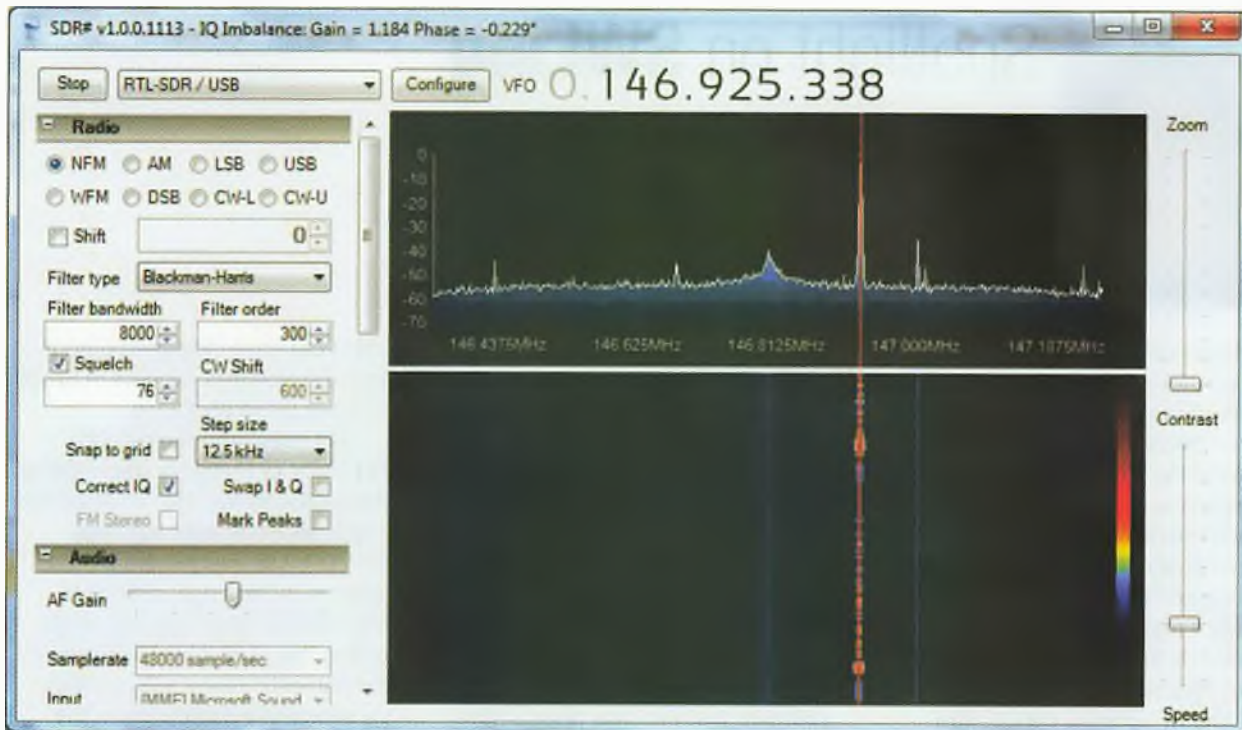 SDR# v1.0.0.1113 - IQ Imbalance: Gain = 1.184 Phase = -0.229°
Stop RTL-SDR / USB Configure VFO 0.146.925.338
Radio
NFM AM LSB USB
WFM DSB CW-L CW-U
Shift 0
Filter type Blackman-Harris
Filter bandwidth Filter order
8000 300
Squelch CW Shift
76 600
Step size
Snap to grid 12.5 kHz
Correct IQ Swap I & Q
FM Stereo Mark Peaks
Audio
AF Gain
Samplerate 48000 sample/sec
Input [MME] Microsoft Sound
0
-10
-20
-30
-40
-50
-60
-70
146.4375MHz 146.625MHz 146.8125MHz 147.000MHz 147.1875MHz
Zoom
Contrast
Speed